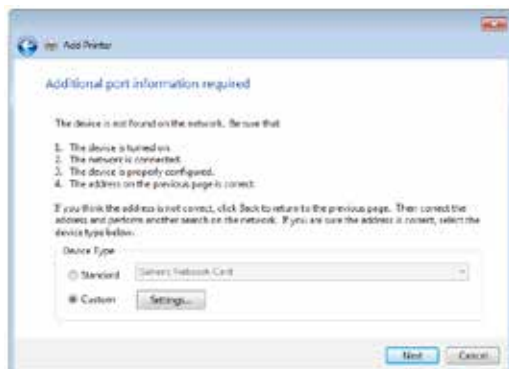 Add Printer
Additional port information required
The device is not found on the network. Be sure that:
1. The device is turned on.
2. The network is connected.
3. The device is properly configured.
4. The address on the previous page is correct.
If you think the address is not correct, click Back to return to the previous page. Then correct the
address and perform another search on the network. If you are sure the address is correct, select the
device type below.
Device Type
Standard
Generic Network Card
Custom
Settings...
Next
Cancel